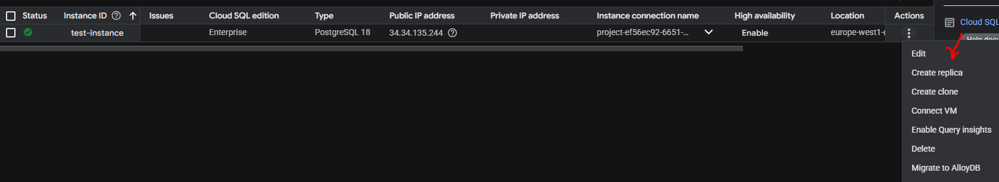 Status Instance ID Issues Cloud SQL edition Type Public IP address Private IP address Instance connection name High availability Location Actions
test-instance Enterprise PostgreSQL 18 34.34.135.244 project-ef56ec92-6651-... Enable europe-west1-
Cloud SQL
Help docu
Edit
Create replica
Create clone
Connect VM
Enable Query insights
Delete
Migrate to AlloyDB